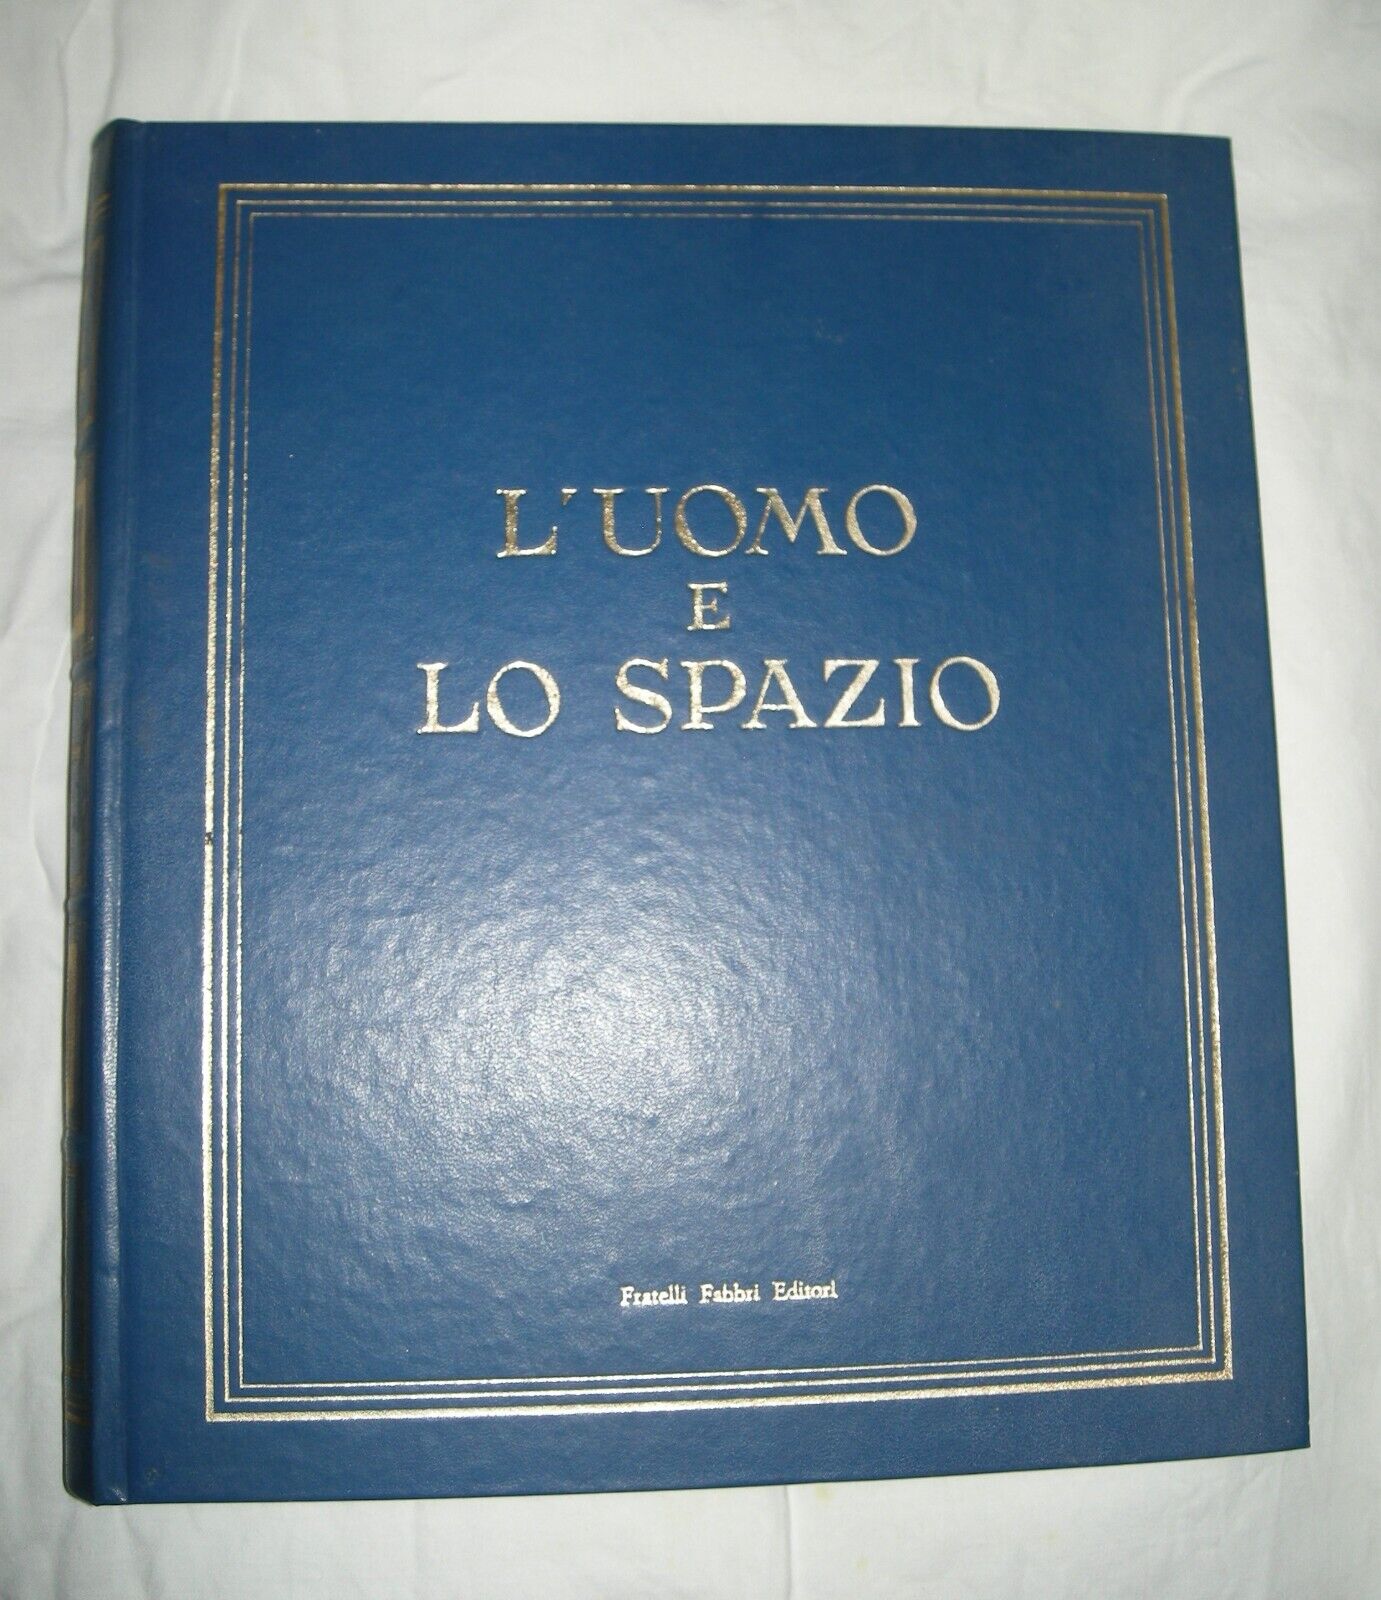 L'UOMO
E
LO SPAZIO
Fratelli Fabbri Editori